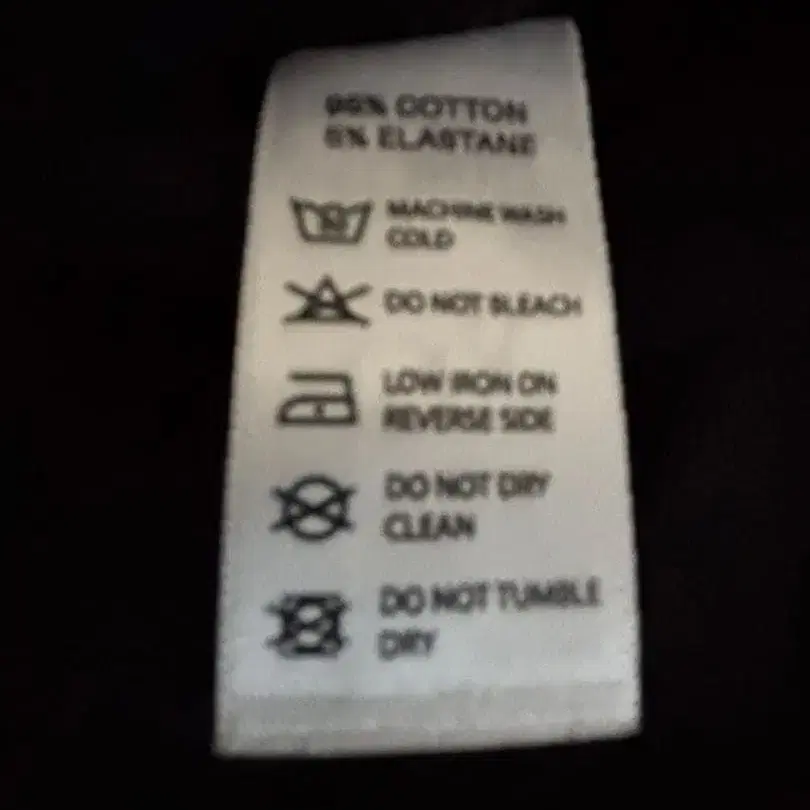 95% COTTON
5% ELASTANE
MACHINE WASH
COLD
DO NOT BLEACH
LOW IRON ON
REVERSE SIDE
DO NOT DRY
CLEAN
DO NOT TUMBLE
DRY